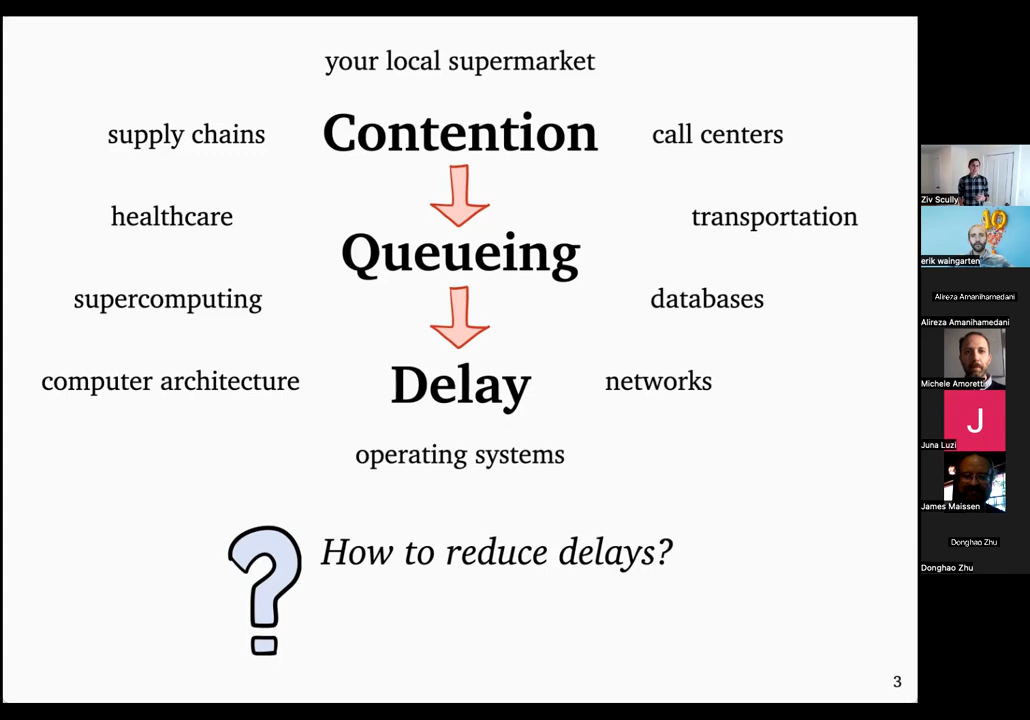 your local supermarket
supply chains
Contention
call centers
healthcare
transportation
Queueing
supercomputing
databases
computer architecture
Delay
networks
operating systems
? How to reduce delays?
3
Ziv Scully
10
erik waingarten
Alireza Amanihamedani
Alireza Amanihamedani
Michele Amoretti
J
Juna Luzi
James Maissen
Donghao Zhu
Donghao Zhu